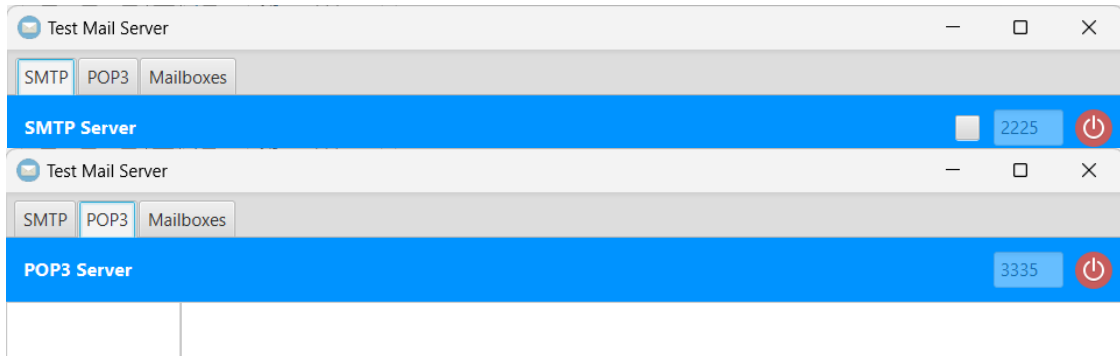 Test Mail Server
SMTP POP3 Mailboxes
SMTP Server 2225
Test Mail Server
SMTP POP3 Mailboxes
POP3 Server 3335